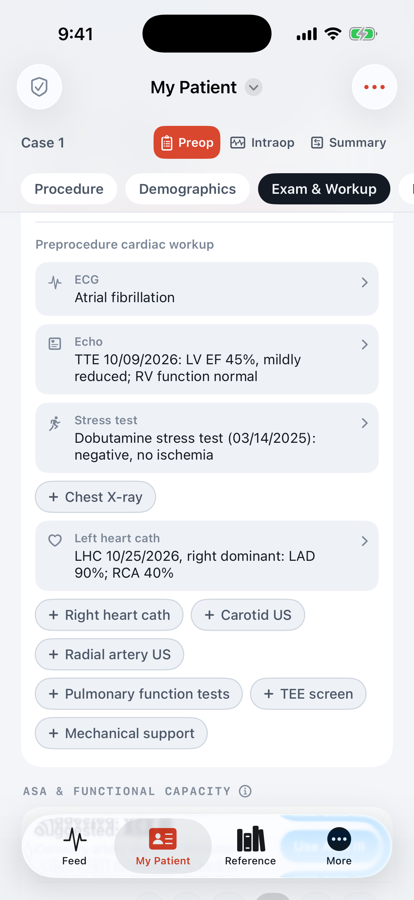 9:41
My Patient
Case 1
Preop
Intraop
Summary
Procedure
Demographics
Exam & Workup
Preprocedure cardiac workup
ECG
Atrial fibrillation
Echo
TTE 10/09/2026: LV EF 45%, mildly
reduced; RV function normal
Stress test
Dobutamine stress test (03/14/2025):
negative, no ischemia
+ Chest X-ray
Left heart cath
LHC 10/25/2026, right dominant: LAD
90%; RCA 40%
+ Right heart cath
+ Carotid US
+ Radial artery US
+ Pulmonary function tests
+ TEE screen
+ Mechanical support
ASA & FUNCTIONAL CAPACITY
Feed
My Patient
Reference
More